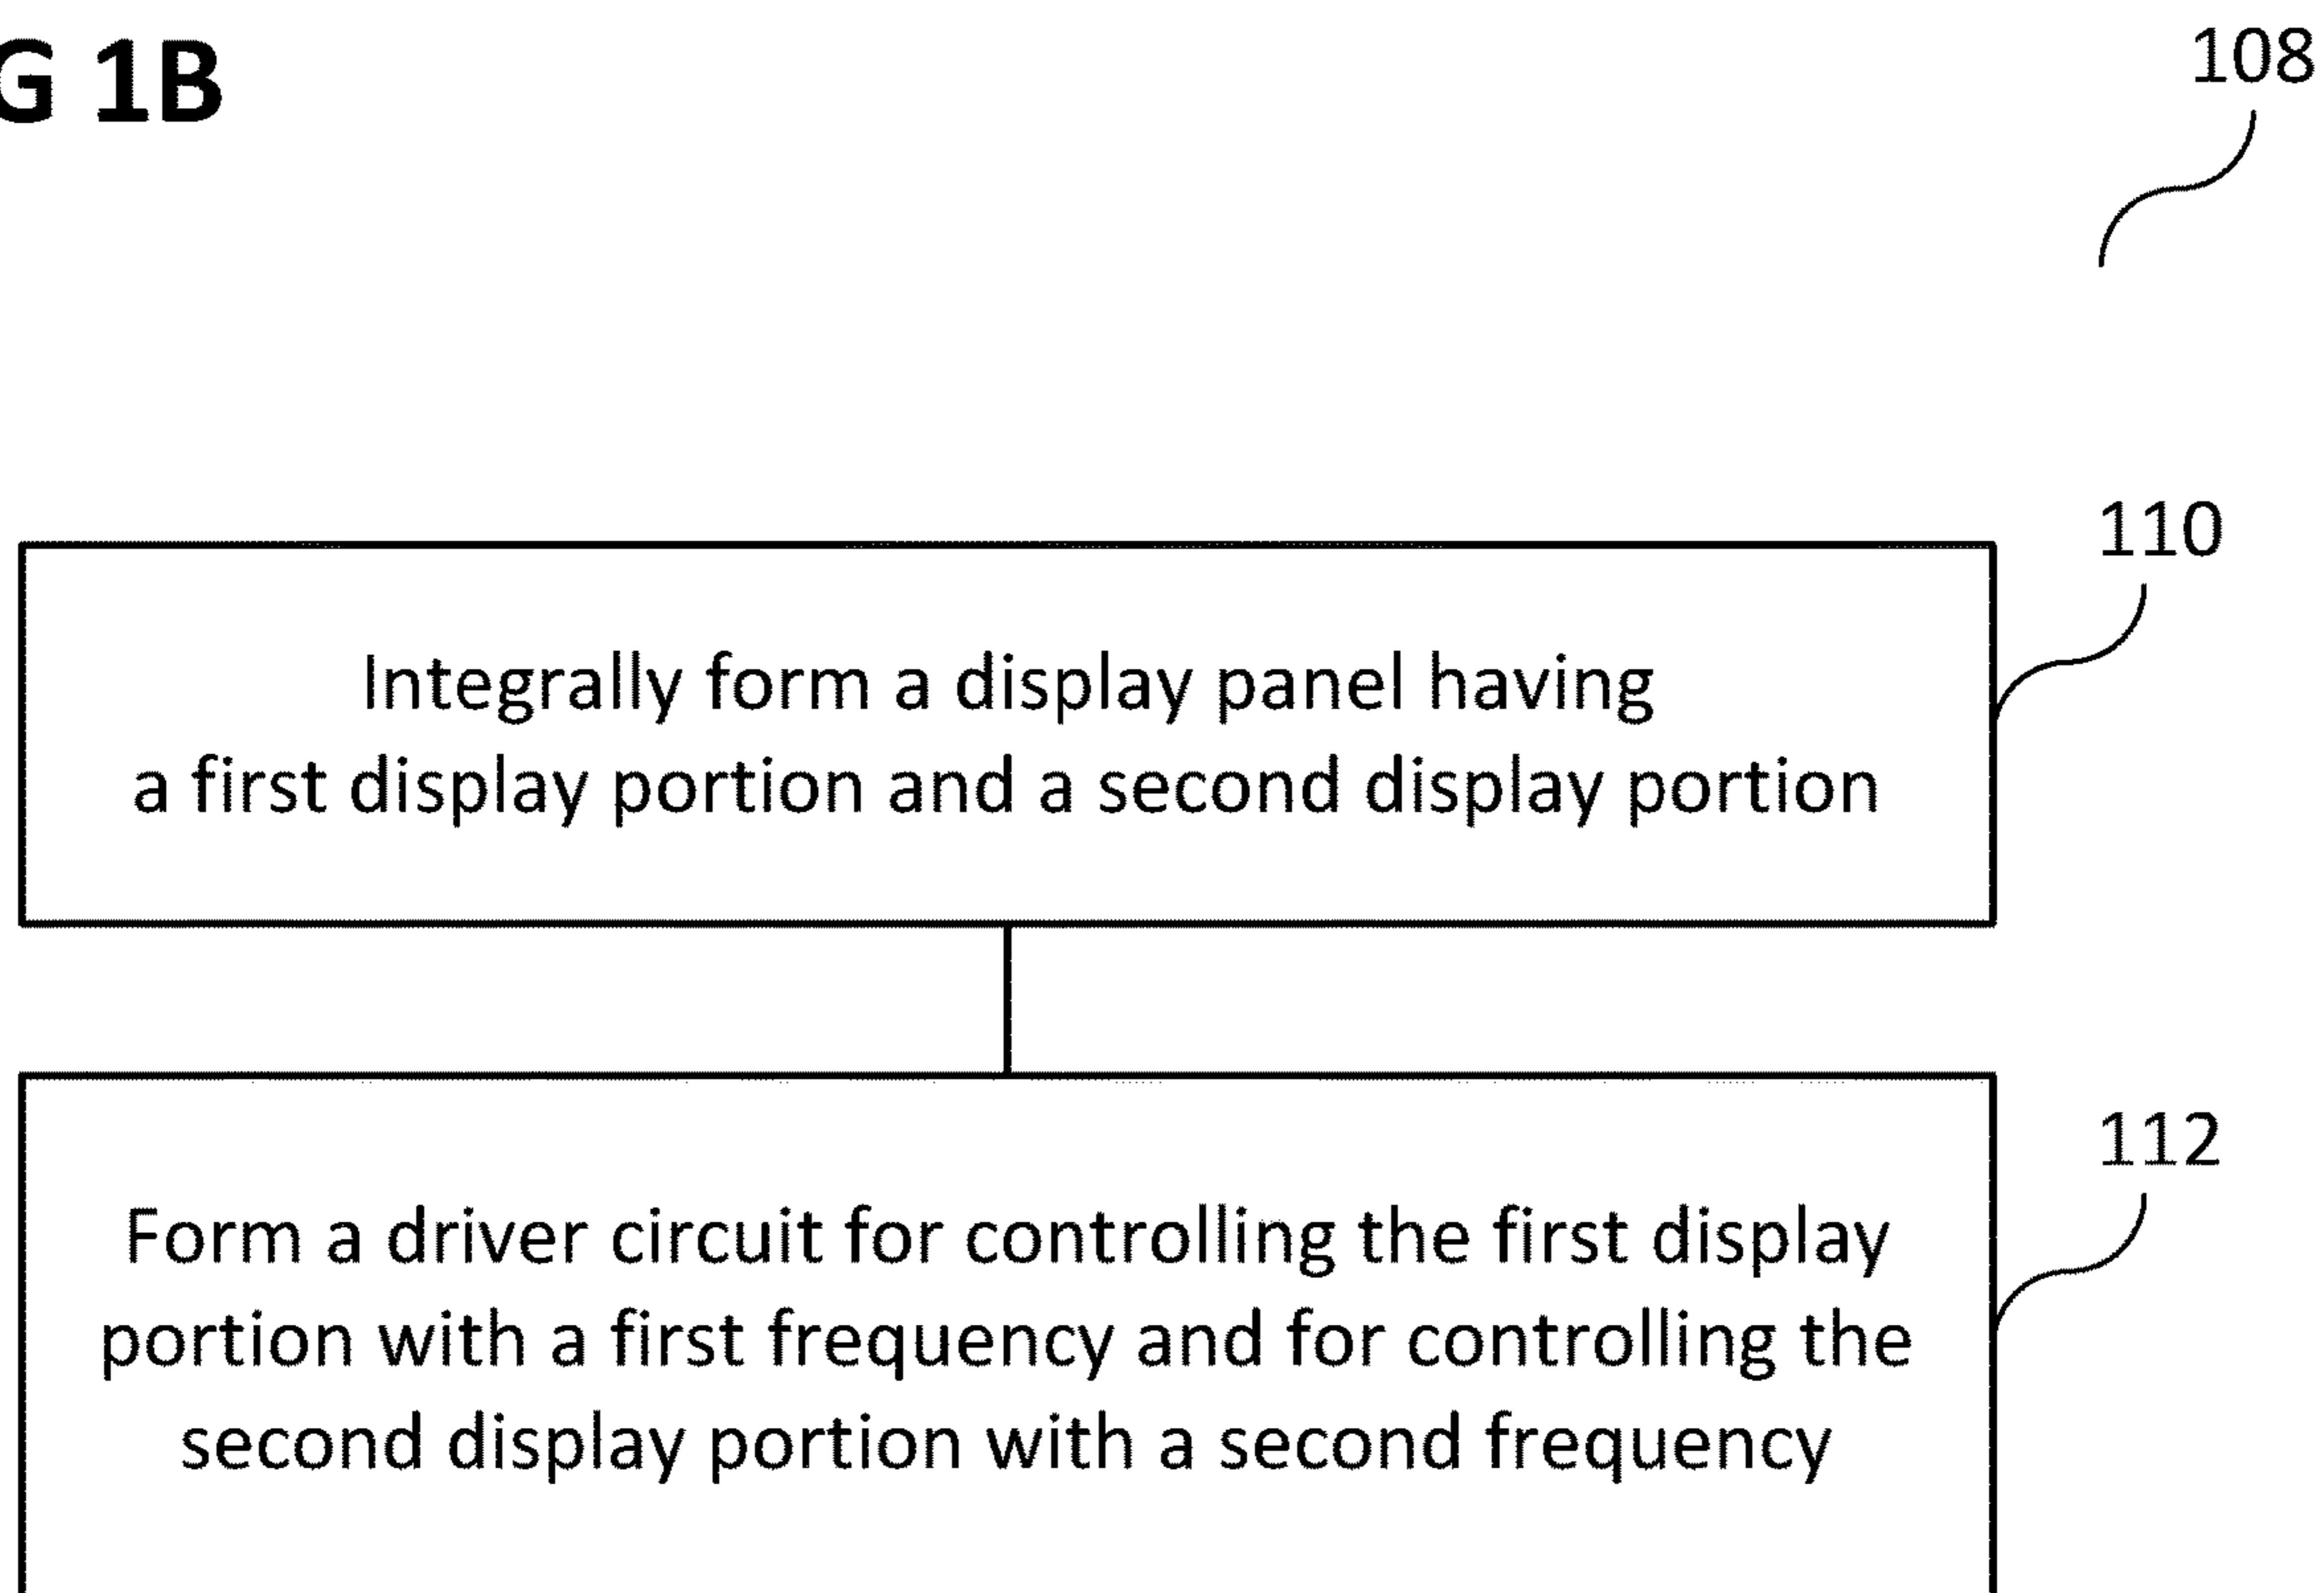 G 1B
108
110
Integrally form a display panel having
a first display portion and a second display portion
112
Form a driver circuit for controlling the first display
portion with a first frequency and for controlling the
second display portion with a second frequency